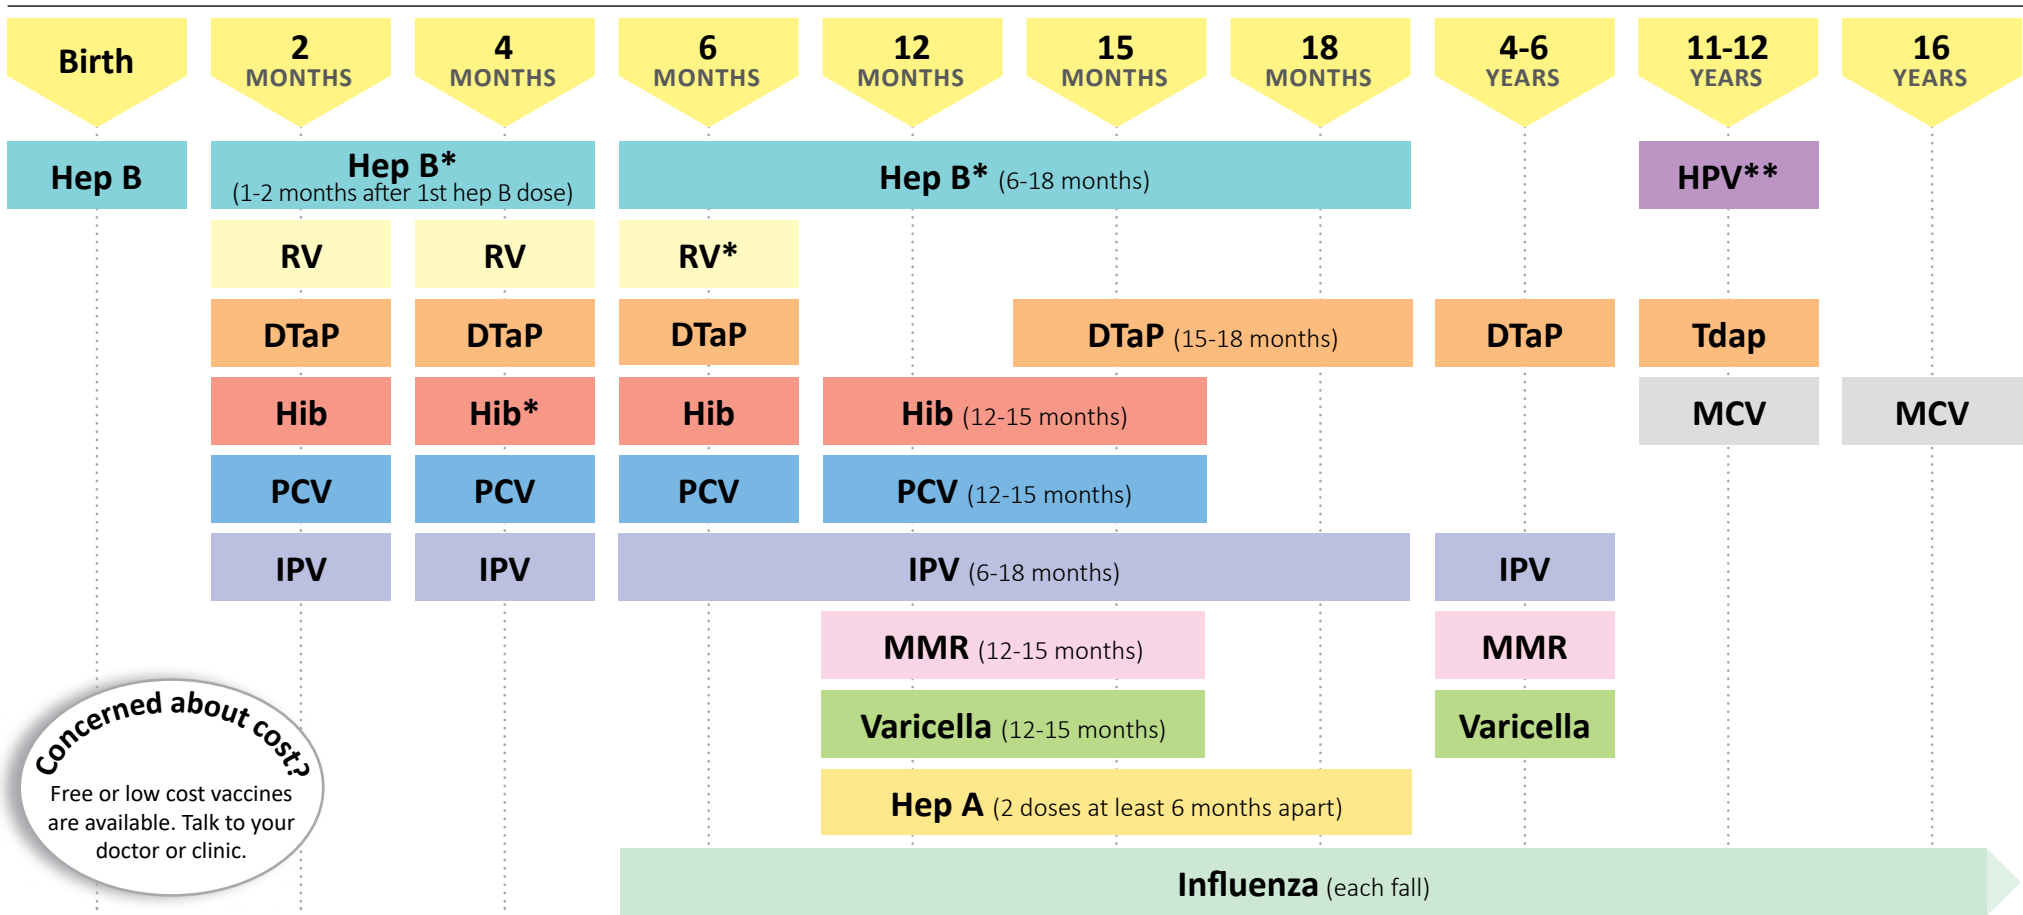 Birth
2
MONTHS
4
MONTHS
6
MONTHS
12
MONTHS
15
MONTHS
18
MONTHS
4-6
YEARS
11-12
YEARS
16
YEARS
Hep B
Hep B*
(1-2 months after 1st hep B dose)
Hep B* (6-18 months)
HPV**
RV
RV
RV*
DTaP
DTaP
DTaP
DTaP (15-18 months)
DTaP
Tdap
Hib
Hib*
Hib
Hib (12-15 months)
MCV
MCV
PCV
PCV
PCV
PCV (12-15 months)
IPV
IPV
IPV (6-18 months)
IPV
MMR (12-15 months)
MMR
Varicella (12-15 months)
Varicella
Hep A (2 doses at least 6 months apart)
Influenza (each fall)
Concerned about cost?
Free or low cost vaccines
are available. Talk to your
doctor or clinic.